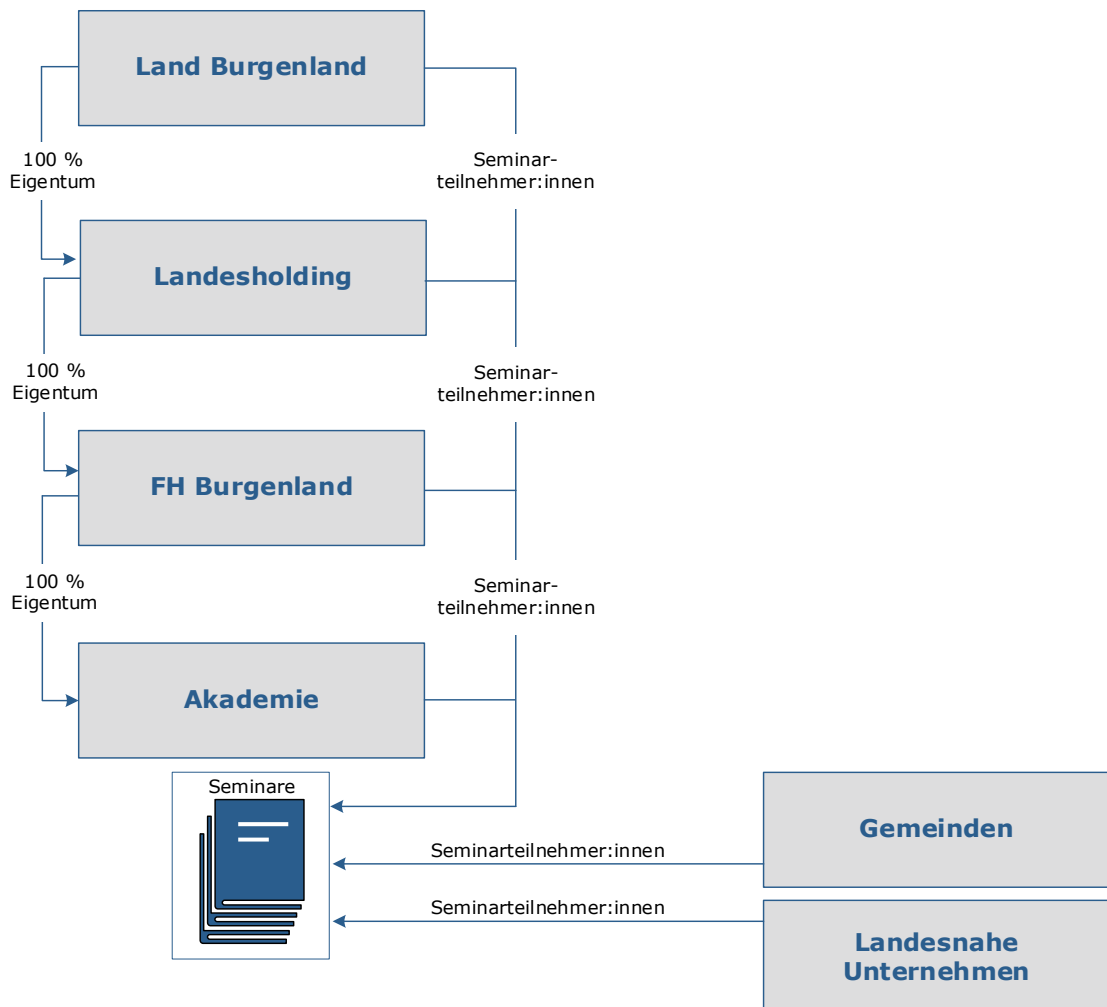 Land Burgenland
100 %
Eigentum
Seminar-
teilnehmer:innen
Landesholding
100 %
Eigentum
Seminar-
teilnehmer:innen
FH Burgenland
100 %
Eigentum
Seminar-
teilnehmer:innen
Akademie
Seminare
Gemeinden
Seminarteilnehmer:innen
Seminarteilnehmer:innen
Landesnahe
Unternehmen